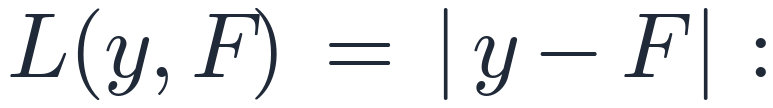 L(y, F) = |y − F| :